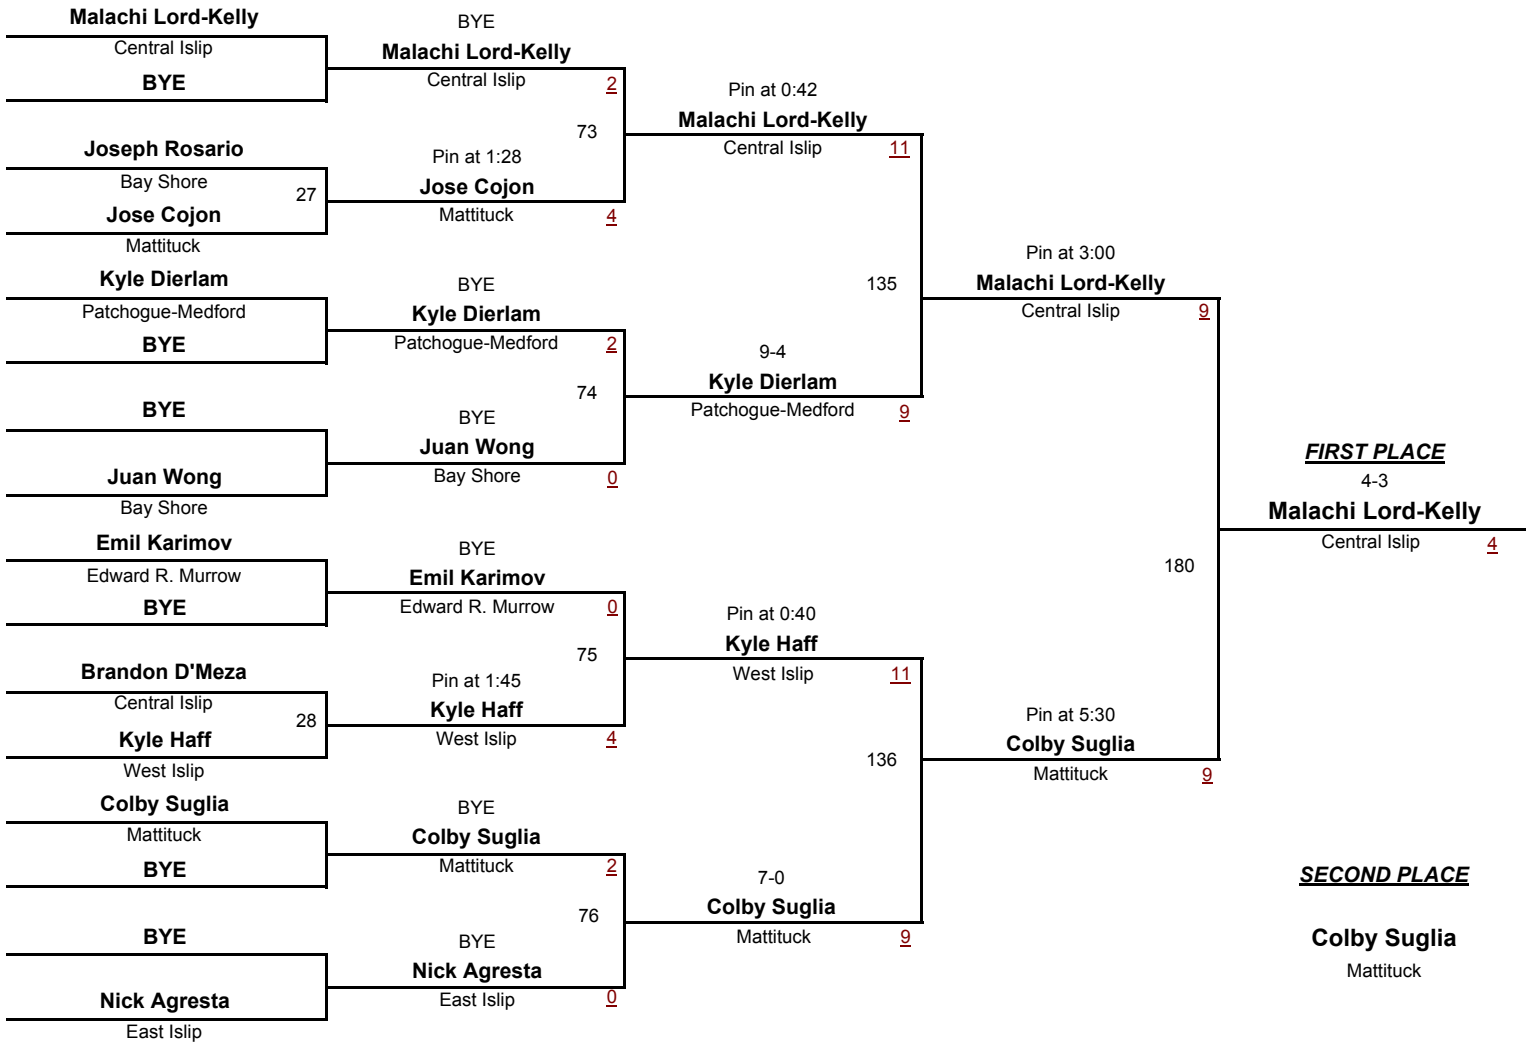 Malachi Lord-Kelly
Central Islip
BYE
Joseph Rosario
Bay Shore
27
Jose Cojon
Mattituck
Kyle Dierlam
Patchogue-Medford
BYE
BYE
Juan Wong
Bay Shore
Emil Karimov
Edward R. Murrow
BYE
Brandon D'Meza
Central Islip
28
Kyle Haff
West Islip
Colby Suglia
Mattituck
BYE
BYE
Nick Agresta
East Islip
BYE
Malachi Lord-Kelly
Central Islip 2
73
Pin at 1:28
Jose Cojon
Mattituck 4
BYE
Kyle Dierlam
Patchogue-Medford 2
74
BYE
Juan Wong
Bay Shore 0
BYE
Emil Karimov
Edward R. Murrow 0
75
Pin at 1:45
Kyle Haff
West Islip 4
BYE
Colby Suglia
Mattituck 2
76
BYE
Nick Agresta
East Islip 0
Pin at 0:42
Malachi Lord-Kelly
Central Islip 11
135
9-4
Kyle Dierlam
Patchogue-Medford 9
Pin at 0:40
Kyle Haff
West Islip 11
136
7-0
Colby Suglia
Mattituck 9
Pin at 3:00
Malachi Lord-Kelly
Central Islip 9
180
Pin at 5:30
Colby Suglia
Mattituck 9
FIRST PLACE
4-3
Malachi Lord-Kelly
Central Islip 4
SECOND PLACE
Colby Suglia
Mattituck